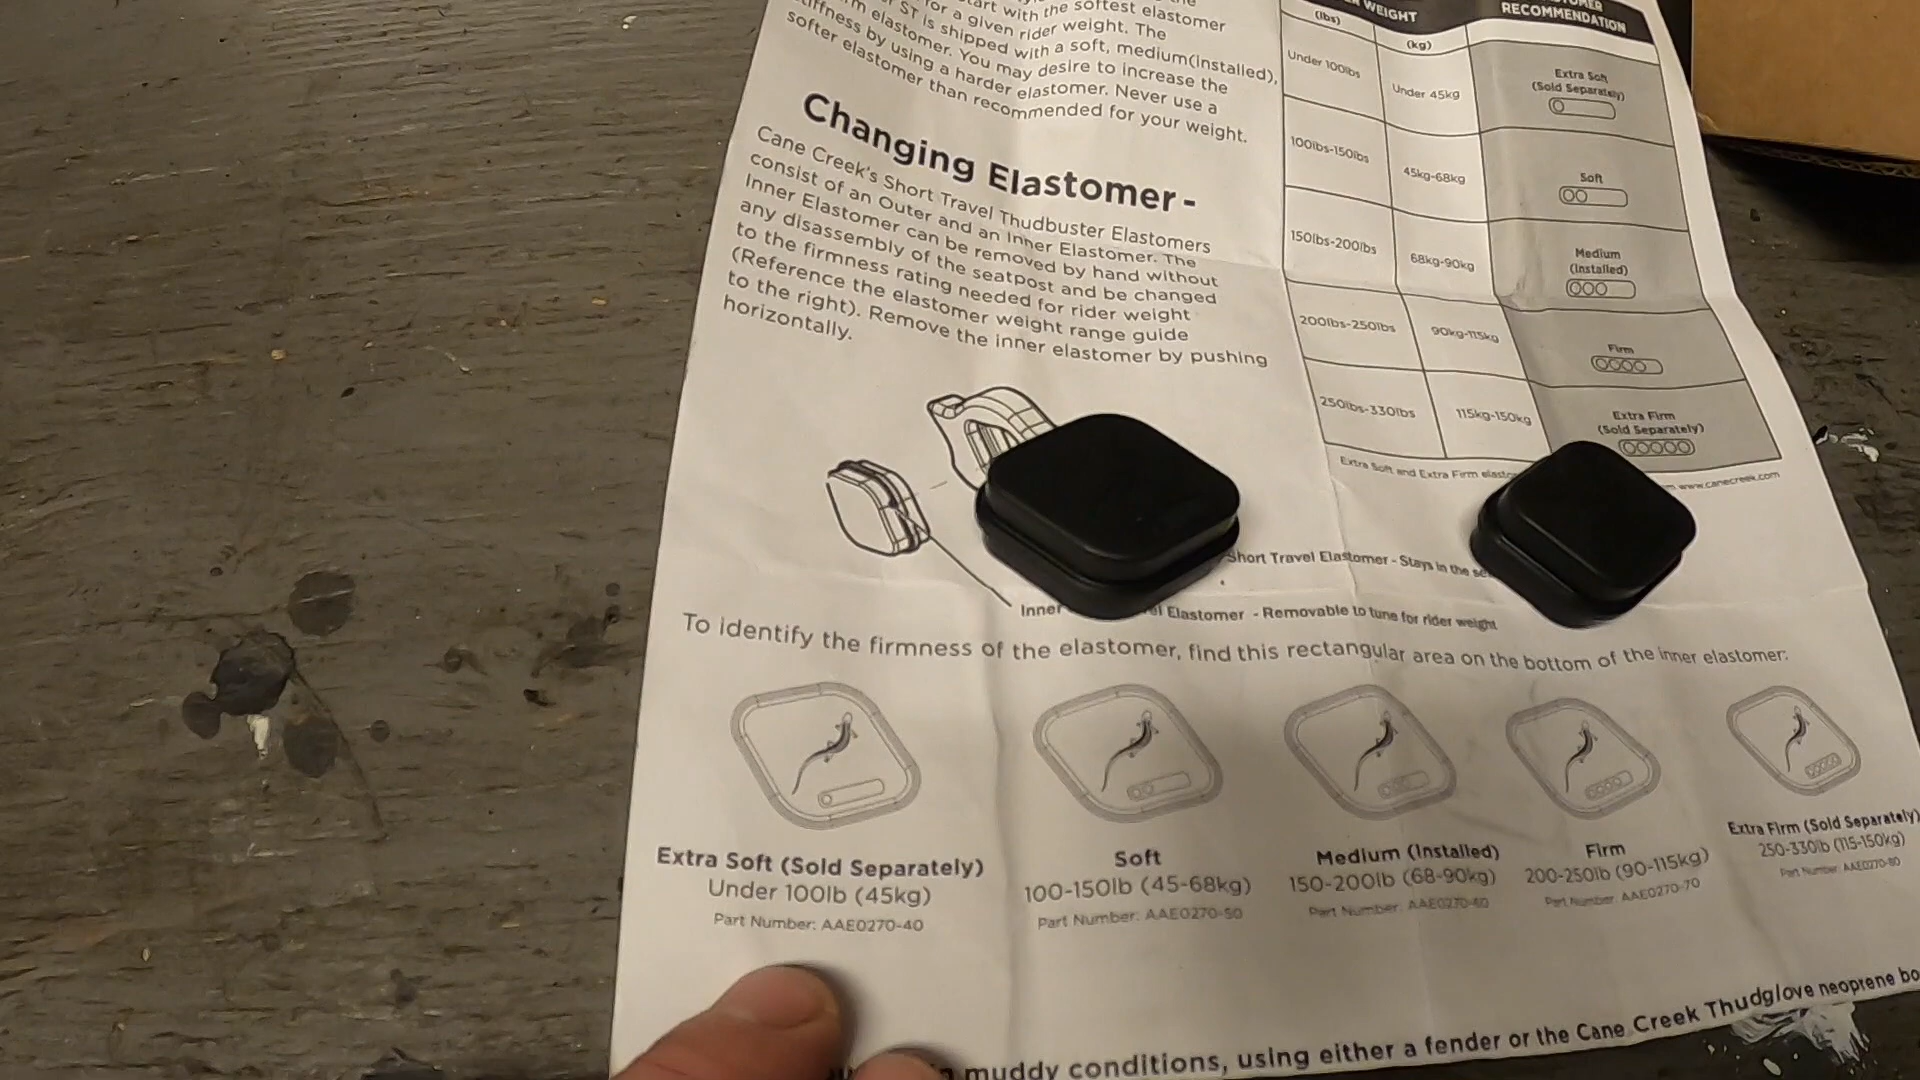 art with the softest elastomer
for a given rider weight. The
ST is shipped with a soft, medium(installed),
m elastomer. You may desire to increase the
stiffness by using a harder elastomer. Never use a
softer elastomer than recommended for your weight.
Changing Elastomer -
Cane Creek's Short Travel Thudbuster Elastomers
consist of an Outer and an Inner Elastomer. The
Inner Elastomer can be removed by hand without
any disassembly of the seatpost and be changed
to the firmness rating needed for rider weight
(Reference the elastomer weight range guide
to the right). Remove the inner elastomer by pushing
horizontally.
WEIGHT
RECOMMENDATION
(lbs)
(kg)
Under 100lbs
Under 45kg
Extra Soft
(Sold Separately)
100lbs-150lbs
45kg-68kg
Soft
150lbs-200lbs
68kg-90kg
Medium
(Installed)
200lbs-250lbs
90kg-115kg
Firm
250lbs-330lbs
115kg-150kg
Extra Firm
(Sold Separately)
Extra Soft and Extra Firm
www.canecreek.com
Short Travel Elastomer - Stays in the
Inner Elastomer - Removable to tune for rider weight
To identify the firmness of the elastomer, find this rectangular area on the bottom of the inner elastomer:
Extra Soft (Sold Separately)
Under 100lb (45kg)
Part Number: AAE0270-40
Soft
100-150lb (45-68kg)
Part Number: AAE0270-50
Medium (Installed)
150-200lb (68-90kg)
Part Number: AAE0270-60
Firm
200-250lb (90-115kg)
Part Number: AAE0270-70
Extra Firm (Sold Separately)
250-330lb (115-150kg)
Part Number: AAE0270-80
muddy conditions, using either a fender or the Cane Creek Thudglove neoprene bo